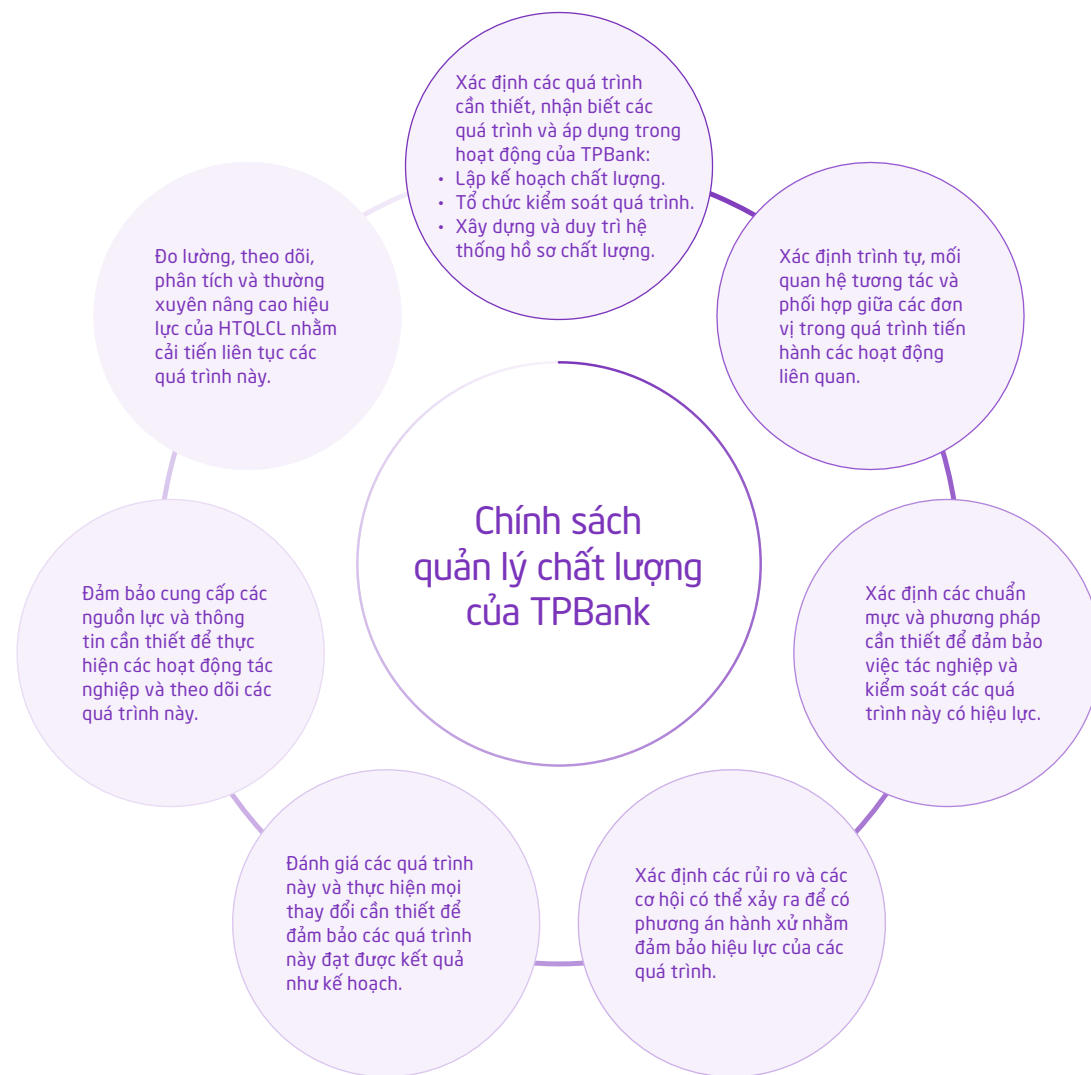 Xác định các quá trình
cần thiết, nhận biết các
quá trình và áp dụng trong
hoạt động của TPBank:
• Lập kế hoạch chất lượng.
• Tổ chức kiểm soát quá trình.
• Xây dựng và duy trì hệ
thống hồ sơ chất lượng.
Xác định trình tự, mối
quan hệ tương tác và
phối hợp giữa các đơn
vị trong quá trình tiến
hành các hoạt động
liên quan.
Xác định các chuẩn
mực và phương pháp
cần thiết để đảm bảo
việc tác nghiệp và
kiểm soát các quá
trình này có hiệu lực.
Xác định các rủi ro và các
cơ hội có thể xảy ra để có
phương án hành xử nhằm
đảm bảo hiệu lực của các
quá trình.
Đánh giá các quá trình
này và thực hiện mọi
thay đổi cần thiết để
đảm bảo các quá trình
này đạt được kết quả
như kế hoạch.
Đảm bảo cung cấp các
nguồn lực và thông
tin cần thiết để thực
hiện các hoạt động tác
nghiệp và theo dõi các
quá trình này.
Đo lường, theo dõi,
phân tích và thường
xuyên nâng cao hiệu
lực của HTQLCL nhằm
cải tiến liên tục các
quá trình này.
Chính sách
quản lý chất lượng
của TPBank